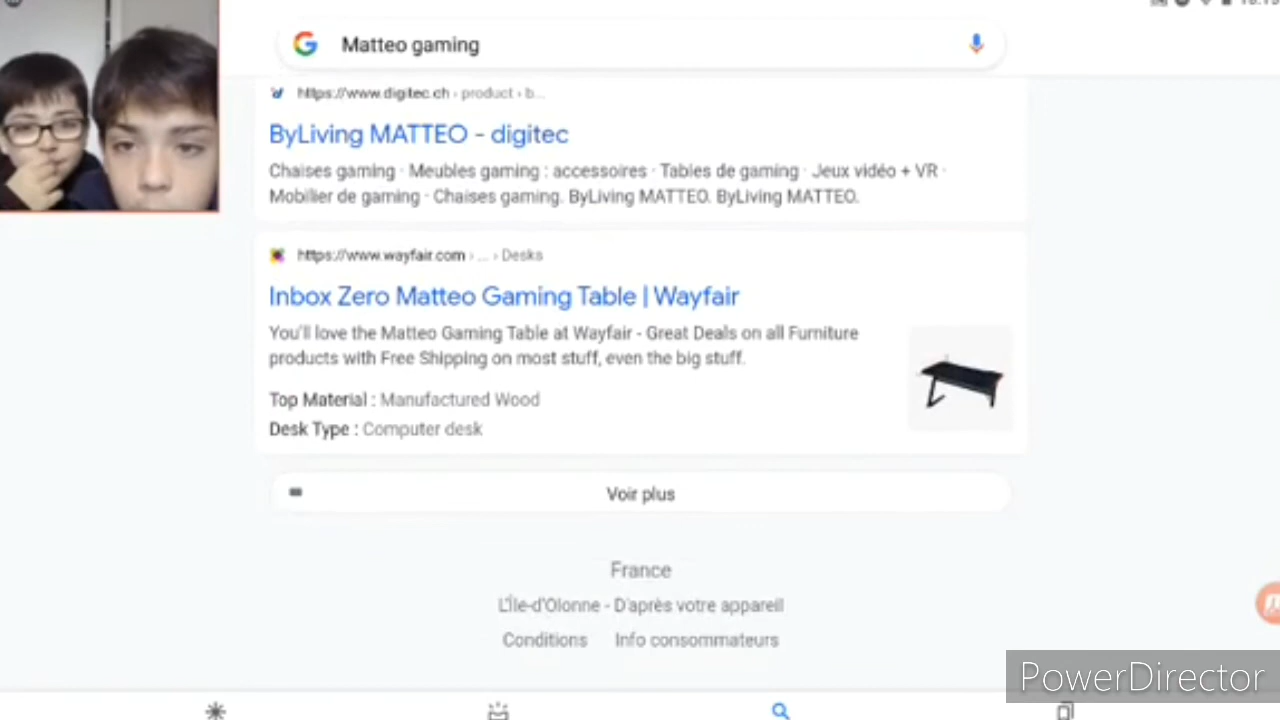 Matteo gaming
https://www.digitec.ch › product › b...
ByLiving MATTEO - digitec
Chaises gaming · Meubles gaming : accessoires · Tables de gaming · Jeux vidéo + VR ·
Mobilier de gaming · Chaises gaming. ByLiving MATTEO. ByLiving MATTEO.
https://www.wayfair.com › ... › Desks
Inbox Zero Matteo Gaming Table | Wayfair
You'll love the Matteo Gaming Table at Wayfair - Great Deals on all Furniture
products with Free Shipping on most stuff, even the big stuff.
Top Material : Manufactured Wood
Desk Type : Computer desk
Voir plus
France
L'Île-d'Olonne - D'après votre appareil
Conditions Info consommateurs
PowerDirector